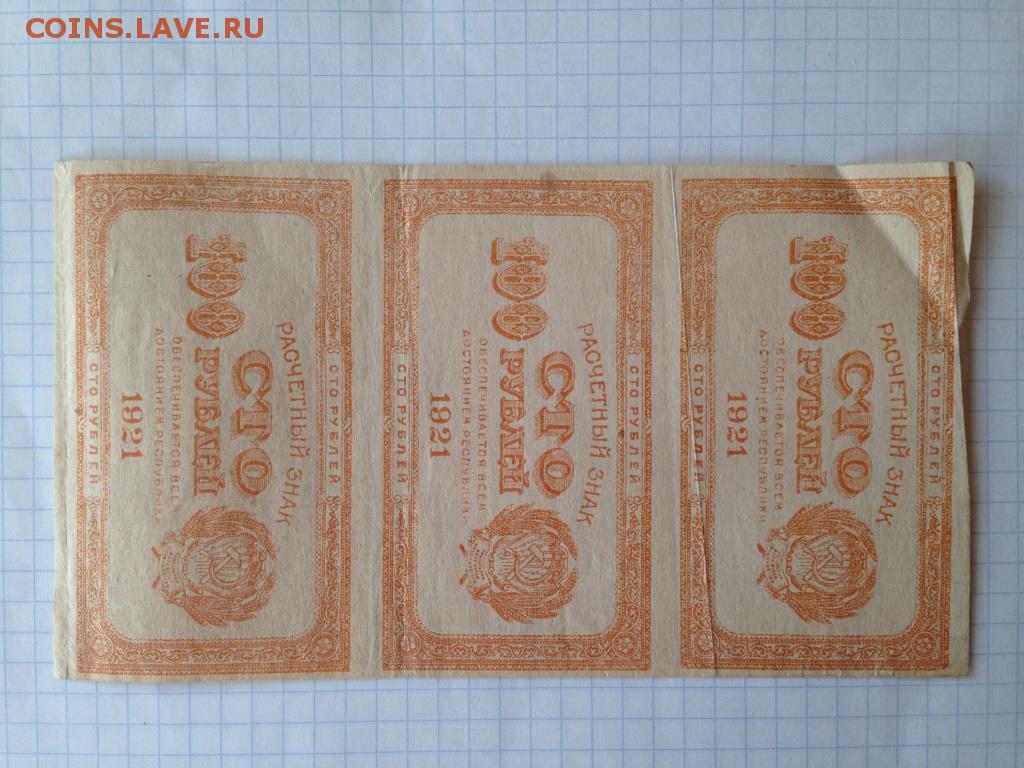 COINS.LAVE.RU
РАСЧЕТНЫЙ ЗНАК
100 СТО
РУБЛЕЙ
ОБЕСПЕЧИВАЕТСЯ ВСЕМ
ДОСТОЯНИЕМ РЕСПУБЛИКИ
1921
СТО РУБЛЕЙ
СТО РУБЛЕЙ
РАСЧЕТНЫЙ ЗНАК
100 СТО
РУБЛЕЙ
ОБЕСПЕЧИВАЕТСЯ ВСЕМ
ДОСТОЯНИЕМ РЕСПУБЛИКИ
1921
СТО РУБЛЕЙ
СТО РУБЛЕЙ
РАСЧЕТНЫЙ ЗНАК
100 СТО
РУБЛЕЙ
ОБЕСПЕЧИВАЕТСЯ ВСЕМ
ДОСТОЯНИЕМ РЕСПУБЛИКИ
1921
СТО РУБЛЕЙ
СТО РУБЛЕЙ